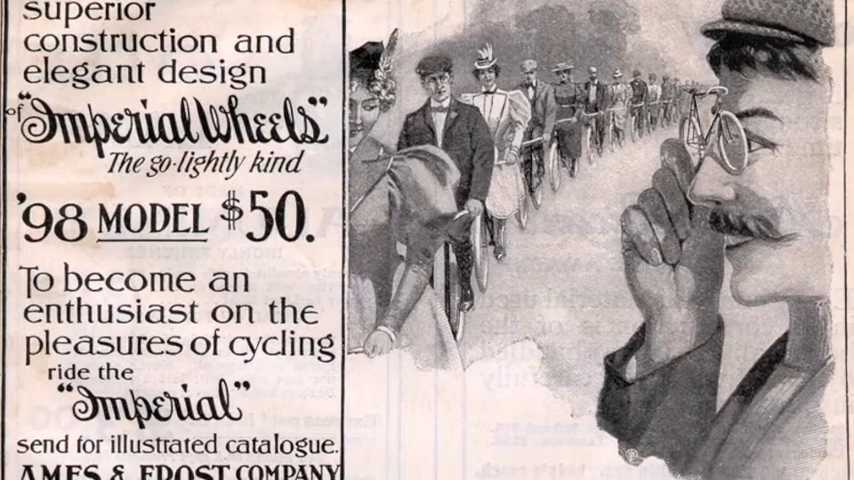 superior
construction and
elegant design
of "Imperial Wheels"
The go-lightly kind
'98 MODEL $50.
To become an
enthusiast on the
pleasures of cycling
ride the
"Imperial"
send for illustrated catalogue.
AMES & FROST COMPANY